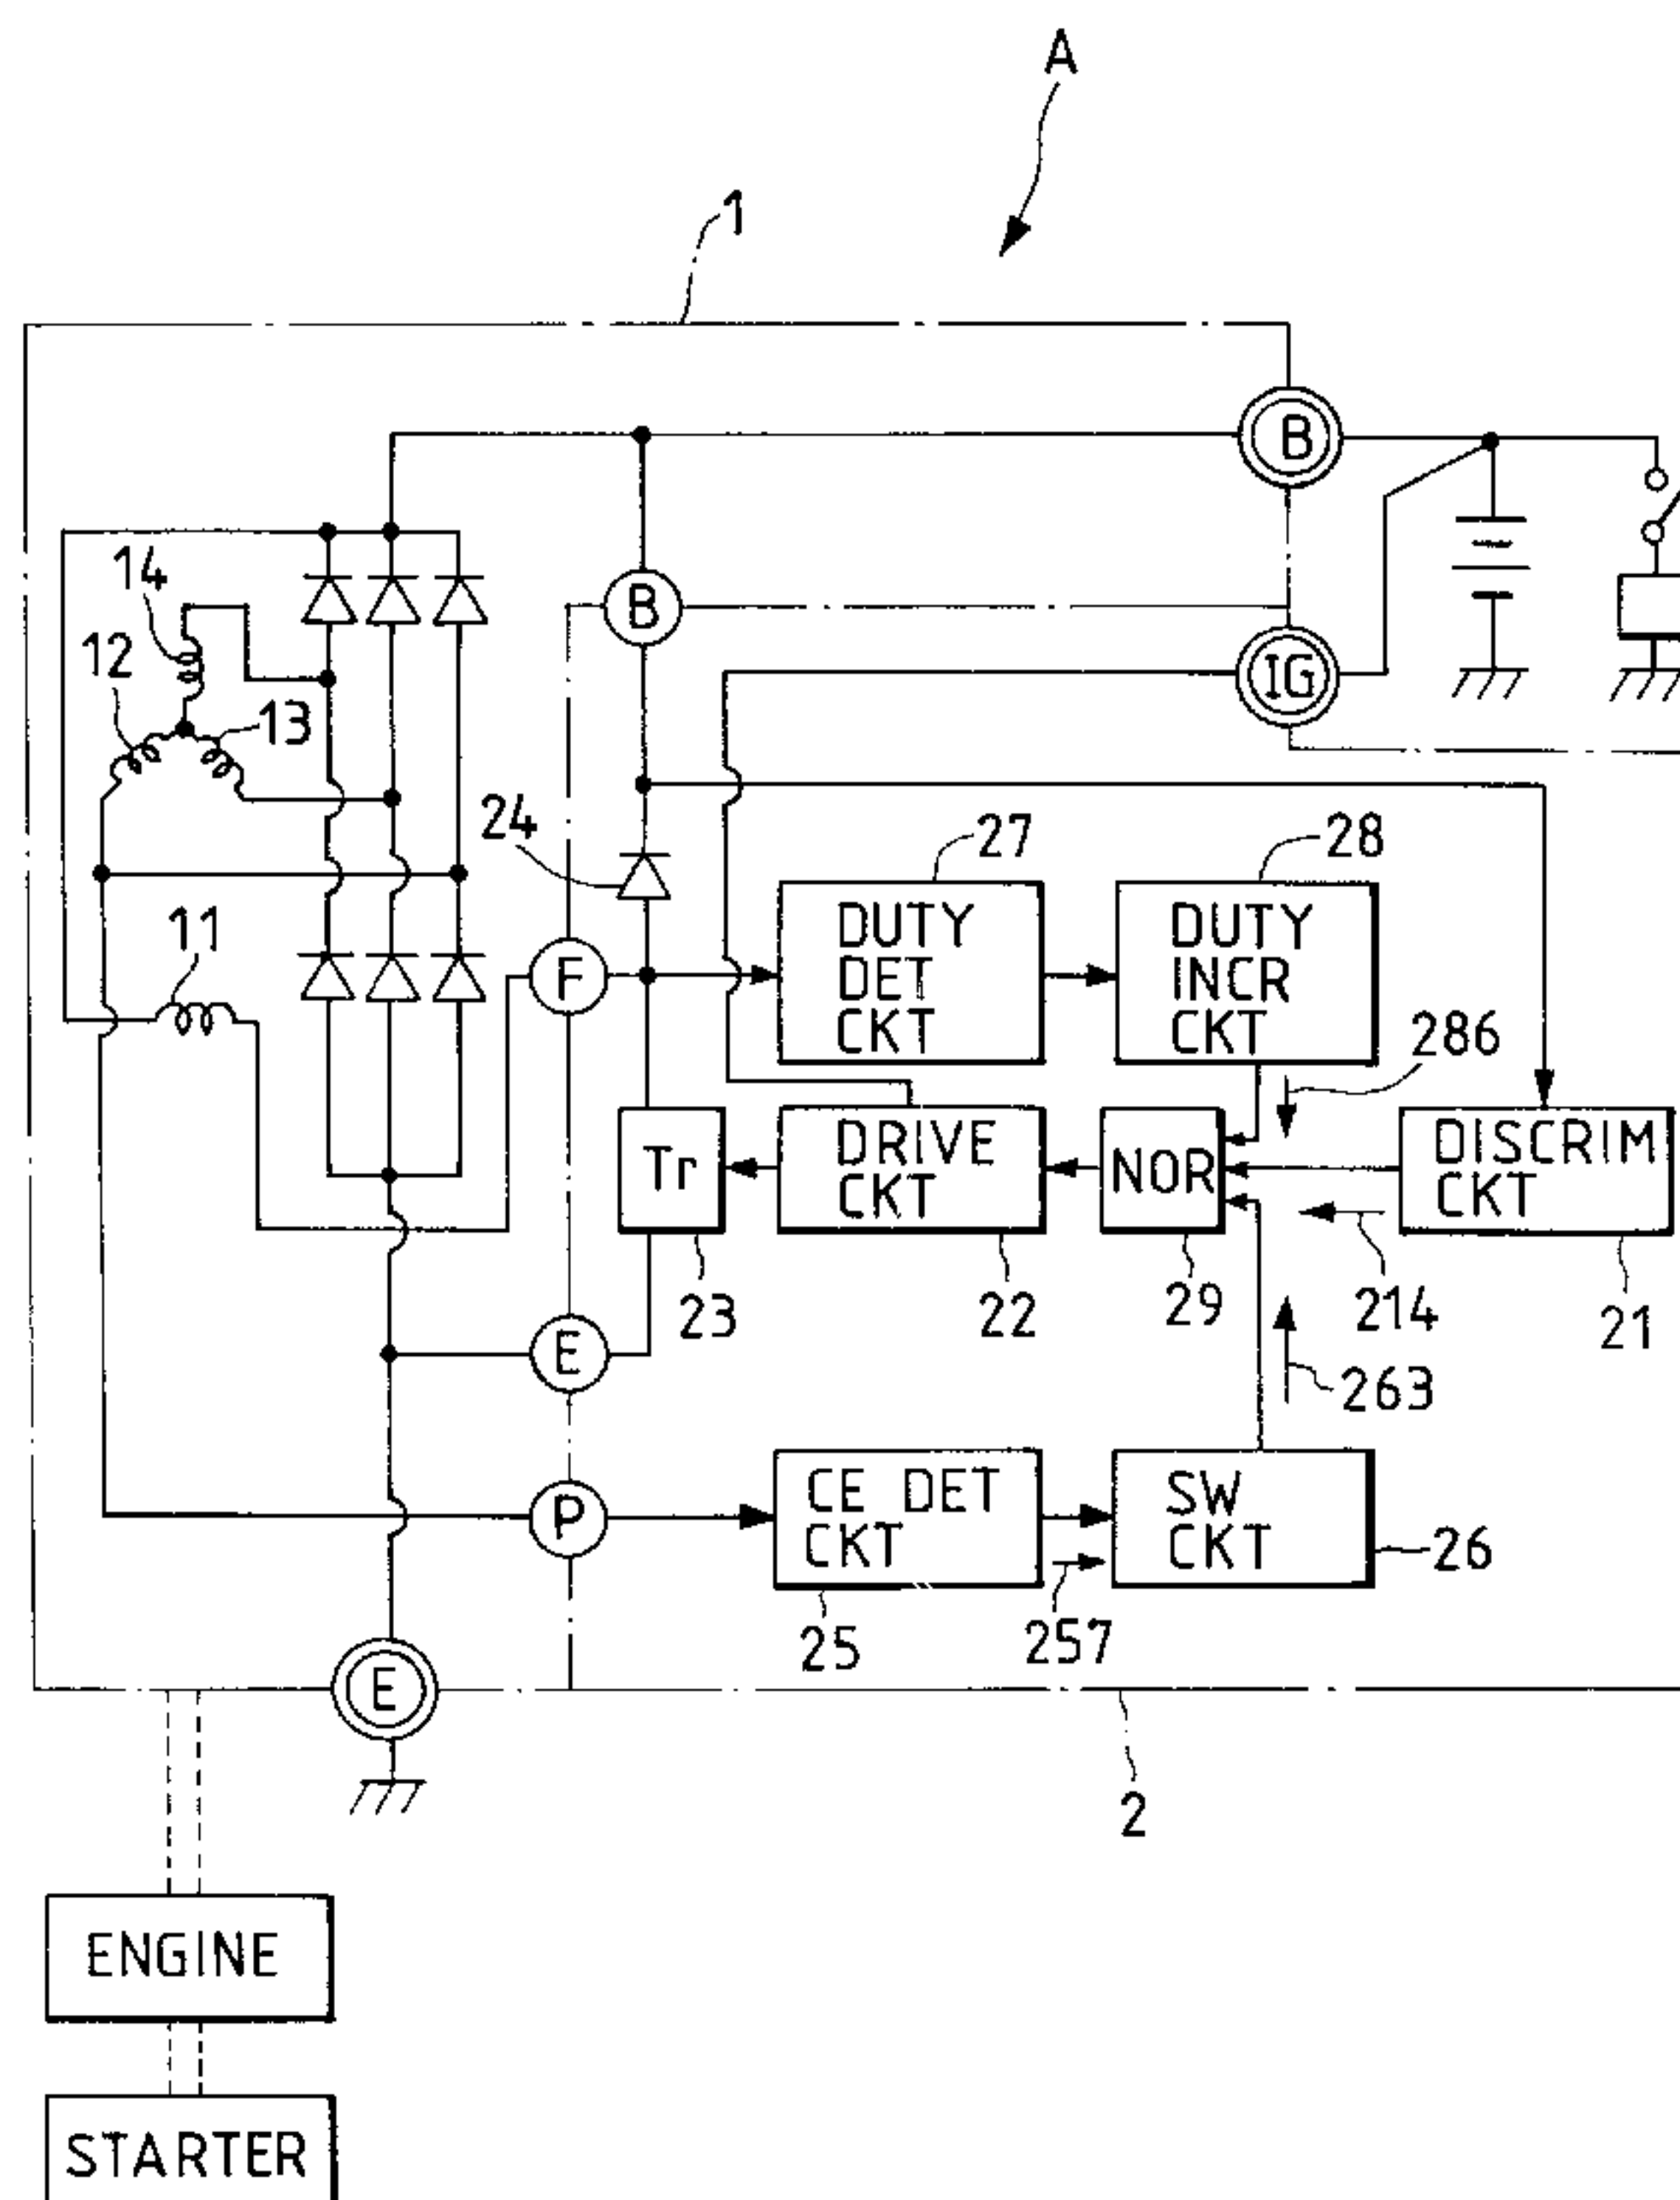 A
1
B
14
B
12
IG
13
24
27
28
11
DUTY
DET
CKT
DUTY
INCR
CKT
F
286
Tr
DRIVE
CKT
NOR
DISCRIM
CKT
23
22
29
214
21
E
263
P
CE DET
CKT
SW
CKT
26
25
257
E
2
ENGINE
STARTER